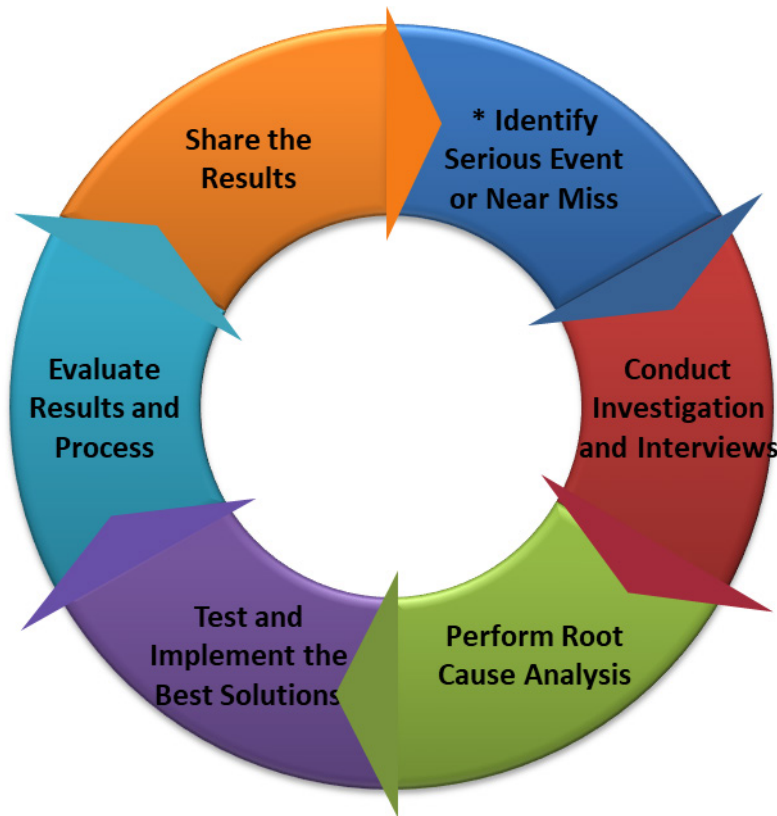 * Identify
Serious Event
or Near Miss
Conduct
Investigation
and Interviews
Perform Root
Cause Analysis
Test and
Implement the
Best Solutions
Evaluate
Results and
Process
Share the
Results